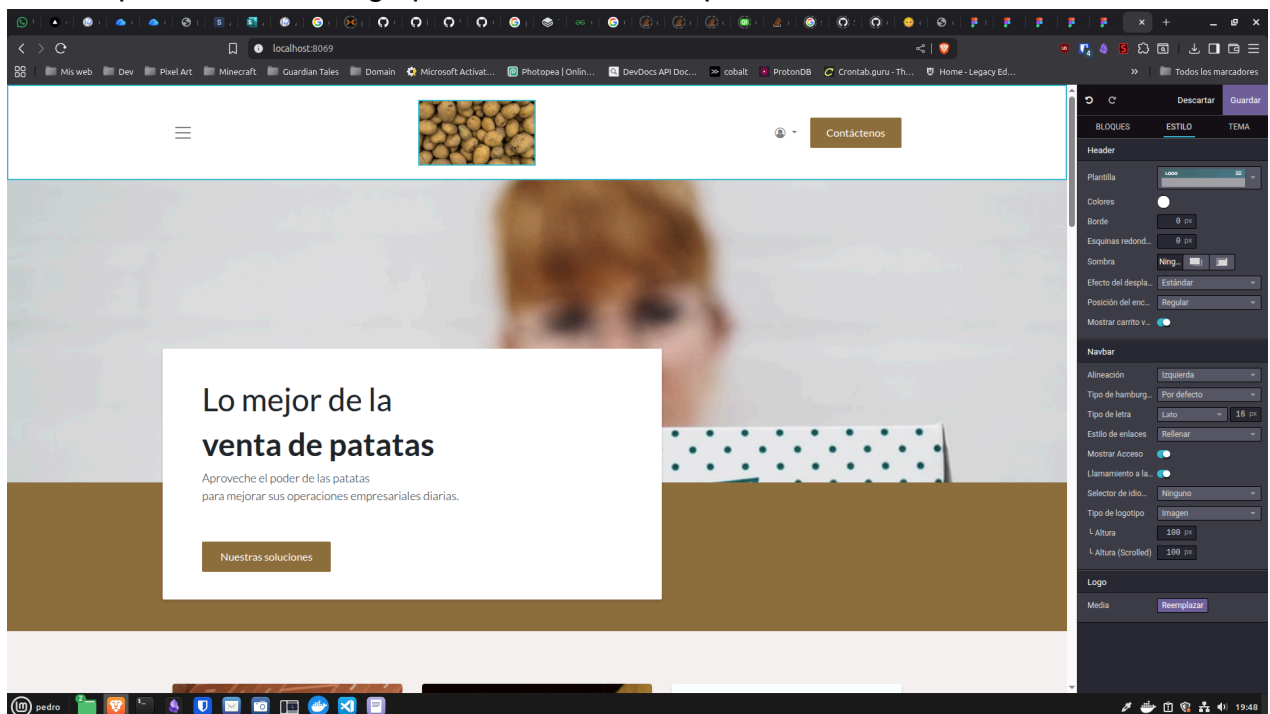 localhost:8069
Mis web
Dev
Pixel Art
Minecraft
Guardian Tales
Domain
Microsoft Activat...
Photopea | Onlin...
DevDocs API Doc...
cobalt
ProtonDB
Crontab.guru - Th...
Home - Legacy Ed...
»
Todos los marcadores
Contáctenos
Lo mejor de la
venta de patatas
Aproveche el poder de las patatas
para mejorar sus operaciones empresariales diarias.
Nuestras soluciones
Descartar
Guardar
BLOQUES
ESTILO
TEMA
Header
Plantilla
LOGO
Colores
Borde
0 px
Esquinas redond...
0 px
Sombra
Ning...
Efecto del despla...
Estándar
Posición del enc...
Regular
Mostrar carrito v...
Navbar
Alineación
Izquierda
Tipo de hamburg...
Por defecto
Tipo de letra
Lato
16 px
Estilo de enlaces
Rellenar
Mostrar Acceso
Llamamiento a la...
Selector de idio...
Ninguno
Tipo de logotipo
Imagen
└ Altura
100 px
└ Altura (Scrolled)
100 px
Logo
Media
Reemplazar
pedro
2
19:48